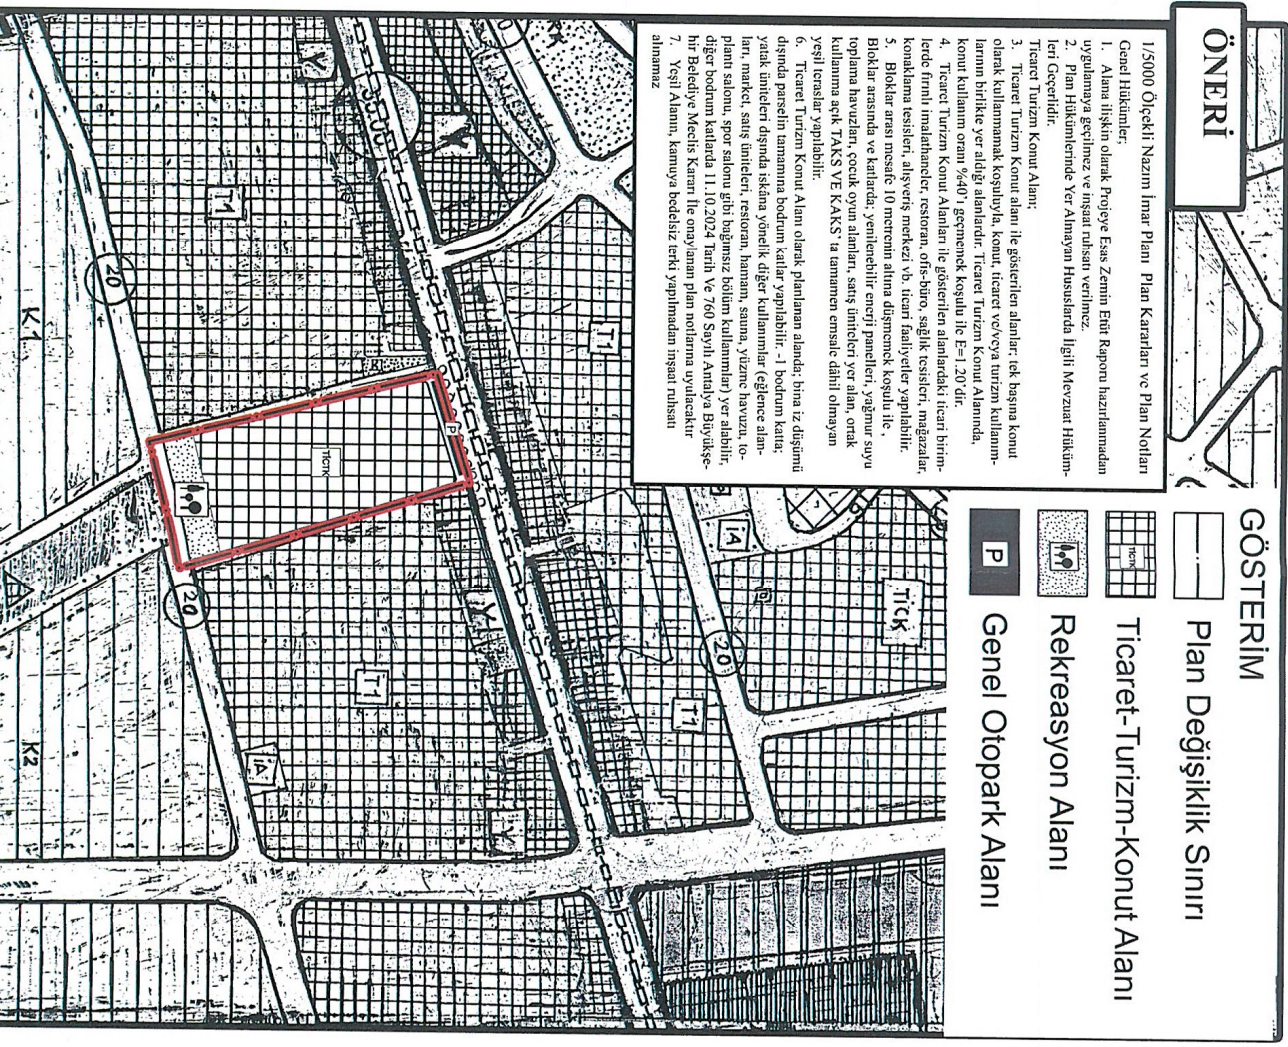 ÖNERİ
1/5000 Ölçekli Nazım İmar Planı Plan Kararları ve Plan Notları
Genel Hükümler;
1. Alana ilişkin olarak Projeye Esas Zemin Etüt Raporu hazırlanmadan
uygulamaya geçilmez ve inşaat ruhsatı verilmez.
2. Plan Hükümlerinde Yer Almayan Hususlarda İlgili Mevzuat Hüküm-
leri Geçerlidir.
Ticaret Turizm Konut Alanı;
3. Ticaret Turizm Konut alanı ile gösterilen alanlar; tek başına konut
olarak kullanmamak koşuluyla, konut, ticaret ve/veya turizm kullanım-
larının birlikte yer aldığı alanlardır. Ticaret Turizm Konut Alanında,
konut kullanım oranı %40'ı geçmemek koşulu ile E=1.20'dir.
4. Ticaret Turizm Konut Alanları ile gösterilen alanlardaki ticari birim-
lerde fırınlı imalathaneler, restoran, ofis-büro, sağlık tesisleri, mağazalar,
konaklama tesisleri, alışveriş merkezi vb. ticari faaliyetler yapılabilir.
5. Bloklar arası mesafe 10 metrenin altına düşmemek koşulu ile ,
Bloklar arasında ve katlarda; yenilenebilir enerji panelleri, yağmur suyu
toplama havuzları, çocuk oyun alanları, satış üniteleri yer alan, ortak
kullanıma açık TAKS VE KAKS' ta tamamen emsale dâhil olmayan
yeşil teraslar yapılabilir.
6. Ticaret Turizm Konut Alanı olarak planlanan alanda; bina iz düşümü
dışında parselin tamamına bodrum katlar yapılabilir. -1 bodrum katta;
yatak üniteleri dışında iskâna yönelik diğer kullanımlar (eğlence alan-
ları, market, satış üniteleri, restoran, hamam, sauna, yüzme havuzu, to-
plantı salonu, spor salonu gibi bağımsız bölüm kullanımlar) yer alabilir,
diğer bodrum katlarda 11.10.2024 Tarih Ve 760 Sayılı Antalya Büyükşe-
hir Belediye Meclis Kararı İle onaylanan plan notlarına uyulacaktır
7. Yeşil Alanın, kamuya bedelsiz terki yapılmadan inşaat ruhsatı
alınamaz
GÖSTERİM
Plan Değişiklik Sınırı
TİCTK
Ticaret-Turizm-Konut Alanı
Rekreasyon Alanı
P
Genel Otopark Alanı
TİCK
İA
20
T1
T1
35.00
Y
Y
T1
P
TİCTK
Y
T1
Y
20
20
İA
K1
K2